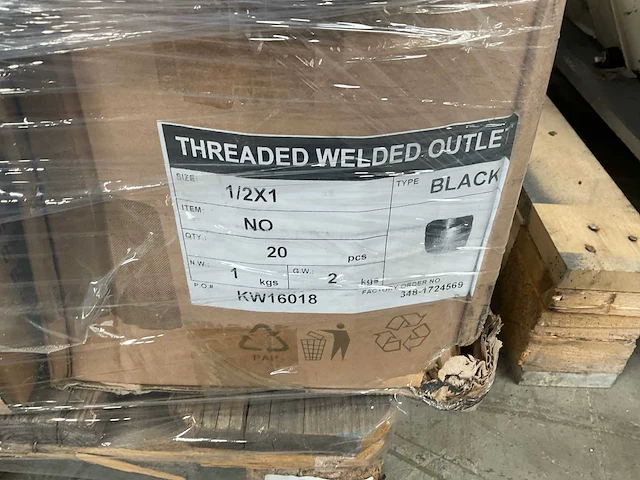 THREADED WELDED OUTLE
SIZE: 1/2X1 TYPE BLACK
ITEM: NO
QTY.: 20 pcs
N.W.: 1 kgs G.W.: 2 kgs
P.O.# KW16018 FACTORY ORDER NO. 348-1724569
PAP